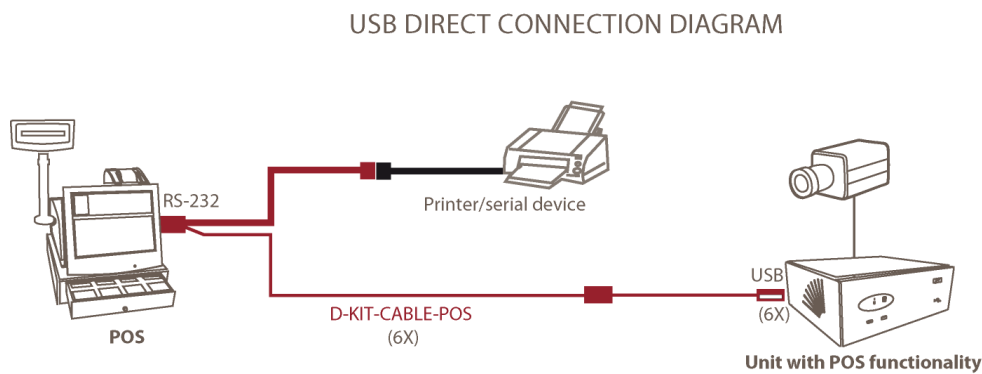 USB DIRECT CONNECTION DIAGRAM
RS-232
Printer/serial device
USB
D-KIT-CABLE-POS
(6X)
(6X)
POS
Unit with POS functionality